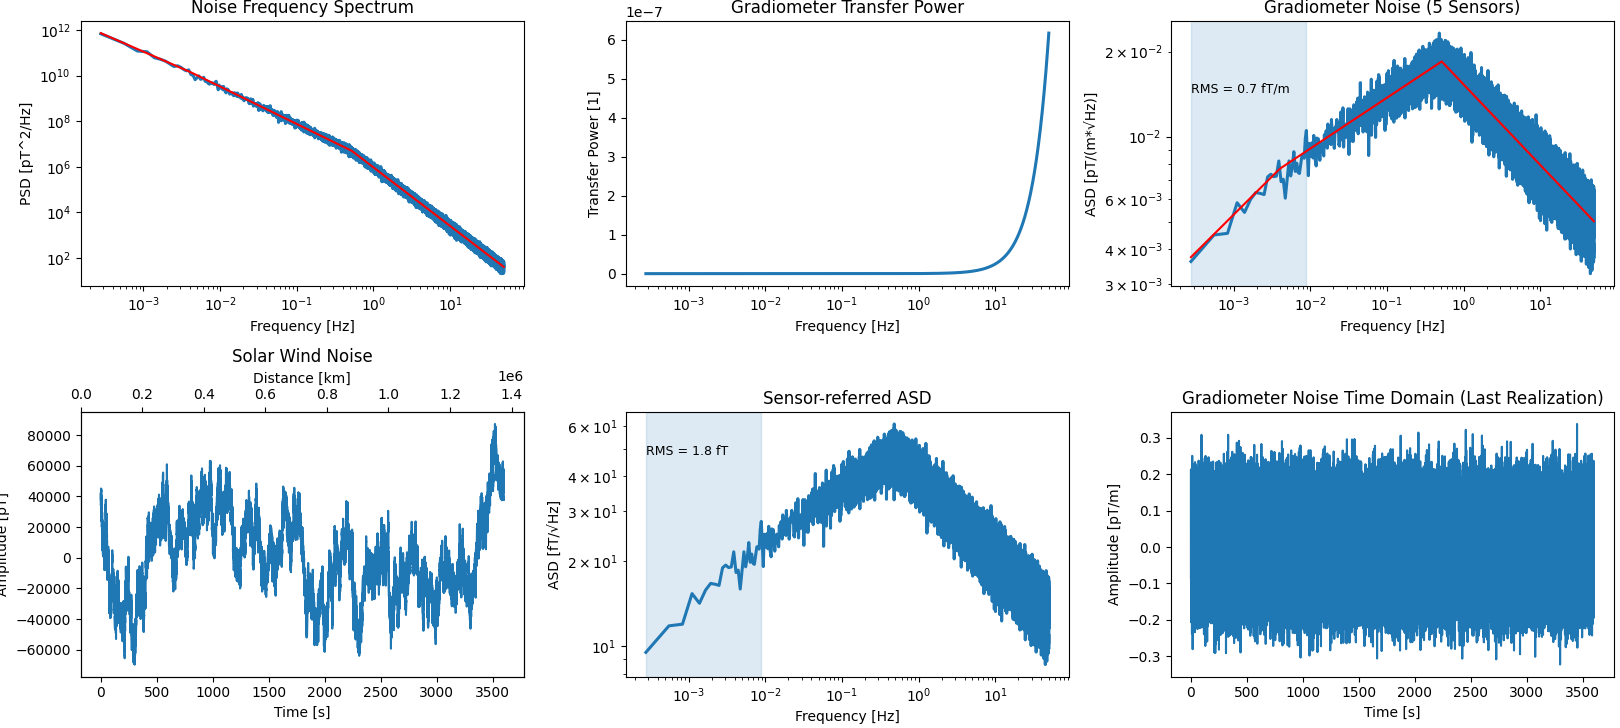 Noise Frequency Spectrum
10^12
10^10
10^8
10^6
10^4
10^2
PSD [pT^2/Hz]
10^−3
10^−2
10^−1
10^0
10^1
Frequency [Hz]
Gradiometer Transfer Power
1e−7
6
5
4
3
2
1
0
Transfer Power [1]
10^−3
10^−2
10^−1
10^0
10^1
Frequency [Hz]
Gradiometer Noise (5 Sensors)
2 × 10^−2
10^−2
6 × 10^−3
4 × 10^−3
3 × 10^−3
ASD [pT/(m*√Hz)]
RMS = 0.7 fT/m
10^−3
10^−2
10^−1
10^0
10^1
Frequency [Hz]
Solar Wind Noise
Distance [km]
1e6
0.0
0.2
0.4
0.6
0.8
1.0
1.2
1.4
80000
60000
40000
20000
0
−20000
−40000
−60000
Amplitude [pT]
0
500
1000
1500
2000
2500
3000
3500
Time [s]
Sensor-referred ASD
6 × 10^1
4 × 10^1
3 × 10^1
2 × 10^1
10^1
ASD [fT/√Hz]
RMS = 1.8 fT
10^−3
10^−2
10^−1
10^0
10^1
Frequency [Hz]
Gradiometer Noise Time Domain (Last Realization)
0.3
0.2
0.1
0.0
−0.1
−0.2
−0.3
Amplitude [pT/m]
0
500
1000
1500
2000
2500
3000
3500
Time [s]